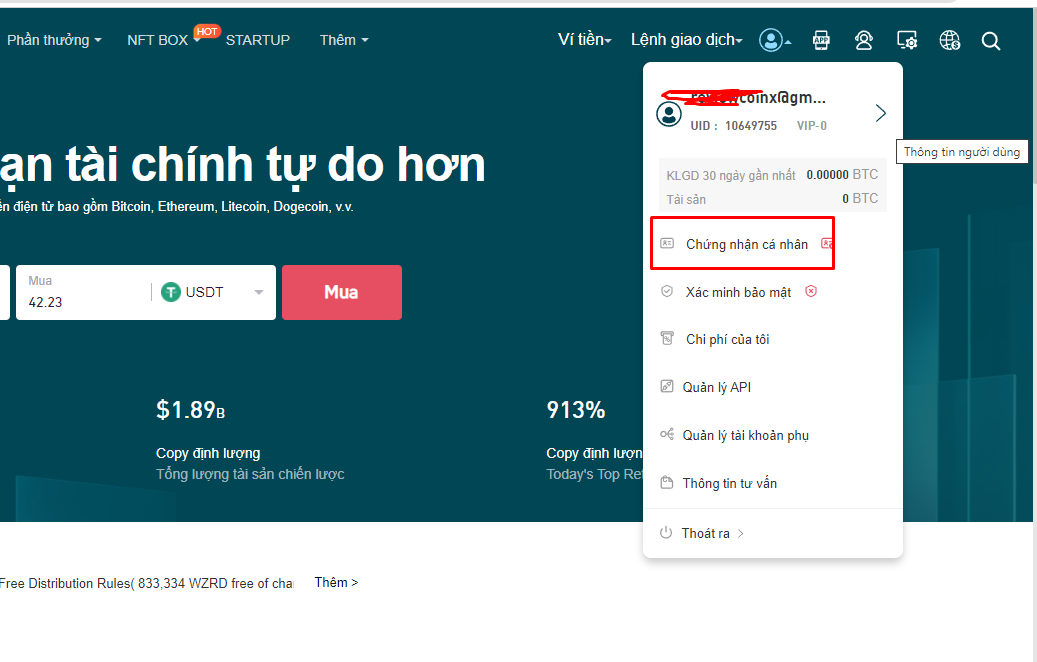 Phần thưởng
NFT BOX
HOT
STARTUP
Thêm
Ví tiền
Lệnh giao dịch
APP
coinx@gm...
UID : 10649755 VIP-0
Thông tin người dùng
KLGD 30 ngày gần nhất 0.00000 BTC
Tài sản 0 BTC
Chứng nhận cá nhân
Xác minh bảo mật
Chi phí của tôi
Quản lý API
Quản lý tài khoản phụ
Thông tin tư vấn
Thoát ra >
ạn tài chính tự do hơn
ền điện tử bao gồm Bitcoin, Ethereum, Litecoin, Dogecoin, v.v.
Mua
42.23
USDT
Mua
$1.89B
Copy định lượng
Tổng lượng tài sản chiến lược
913%
Copy định lượn
Today's Top Ret
Free Distribution Rules( 833,334 WZRD free of cha
Thêm >